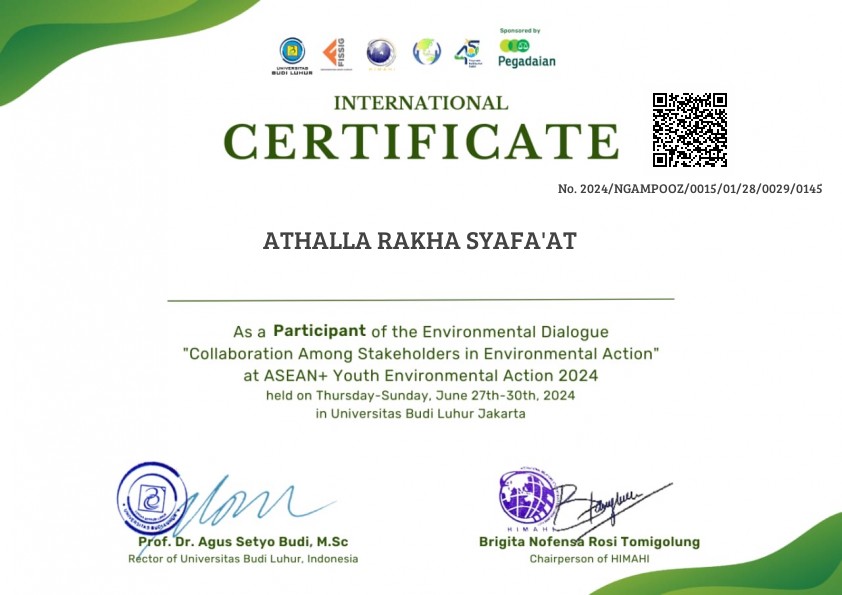 Sponsored by
UNIVERSITAS
BUDI LUHUR
FISSIG
HIMAHI
45
Pegadaian
INTERNATIONAL
CERTIFICATE
No. 2024/NGAMPOOZ/0015/01/28/0029/0145
ATHALLA RAKHA SYAFA'AT
As a Participant of the Environmental Dialogue
"Collaboration Among Stakeholders in Environmental Action"
at ASEAN+ Youth Environmental Action 2024
held on Thursday-Sunday, June 27th-30th, 2024
in Universitas Budi Luhur Jakarta
UNIVERSITAS BUDI LUHUR
HIMAHI
Prof. Dr. Agus Setyo Budi, M.Sc
Rector of Universitas Budi Luhur, Indonesia
Brigita Nofensa Rosi Tomigolung
Chairperson of HIMAHI